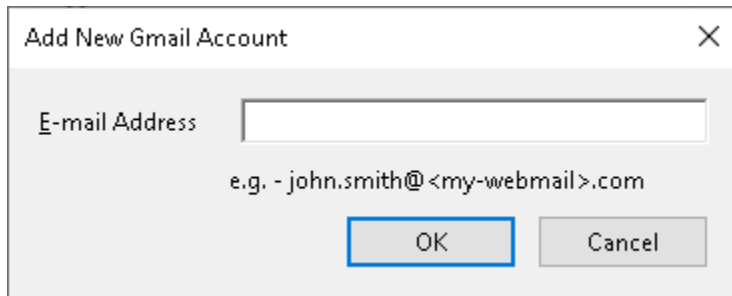 Add New Gmail Account
E-mail Address
e.g. - john.smith@<my-webmail>.com
OK Cancel